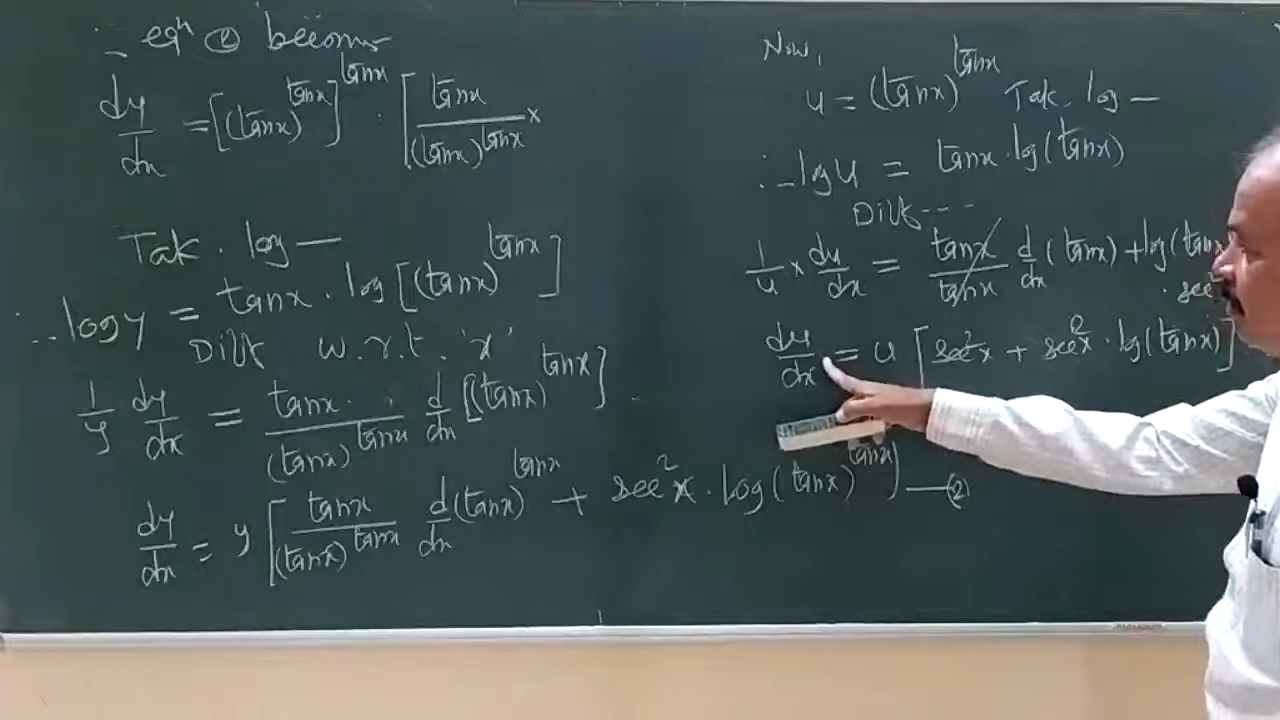 ∴ eqⁿ ② becomes
dy/dx = [(tanx)^tanx]^tanx · [tanx/(tanx)^tanx ×
Tak. log —
∴ logy = tanx · log[(tanx)^tanx]
Diff w.r.t. 'x'
1/y dy/dx = tanx/(tanx)^tanx d/dx [(tanx)^tanx]
dy/dx = y [tanx/(tanx)^tanx d/dx (tanx)^tanx + sec²x · log(tanx)^tanx] —(2)
Now,
u = (tanx)^tanx Tak. log —
∴ logu = tanx · log(tanx)
Diff ---
1/u × du/dx = tanx/tanx d/dx (tanx) + log(tanx
· sec²
du/dx = u [sec²x + sec²x · log(tanx)]